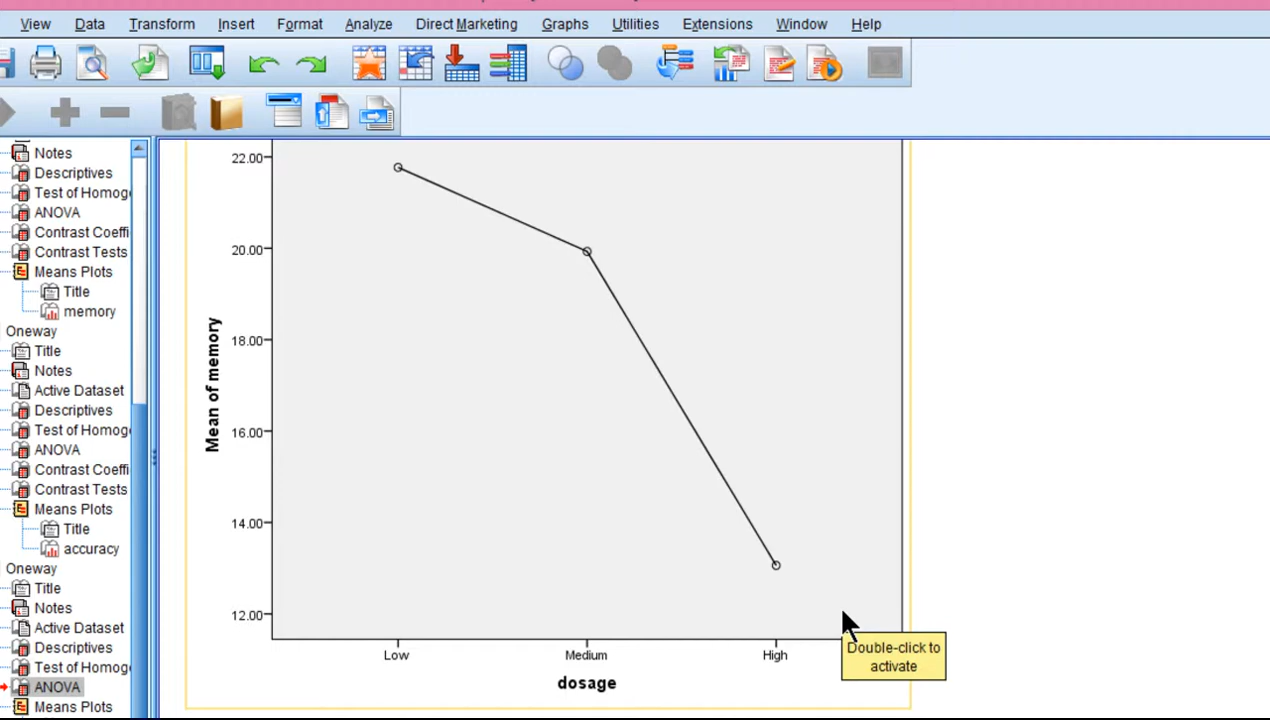 View Data Transform Insert Format Analyze Direct Marketing Graphs Utilities Extensions Window Help
Notes
Descriptives
Test of Homog
ANOVA
Contrast Coeffi
Contrast Tests
Means Plots
Title
memory
Oneway
Title
Notes
Active Dataset
Descriptives
Test of Homog
ANOVA
Contrast Coeffi
Contrast Tests
Means Plots
Title
accuracy
Oneway
Title
Notes
Active Dataset
Descriptives
Test of Homog
ANOVA
Means Plots
Mean of memory
22.00
20.00
18.00
16.00
14.00
12.00
Low Medium High
dosage
Double-click to
activate